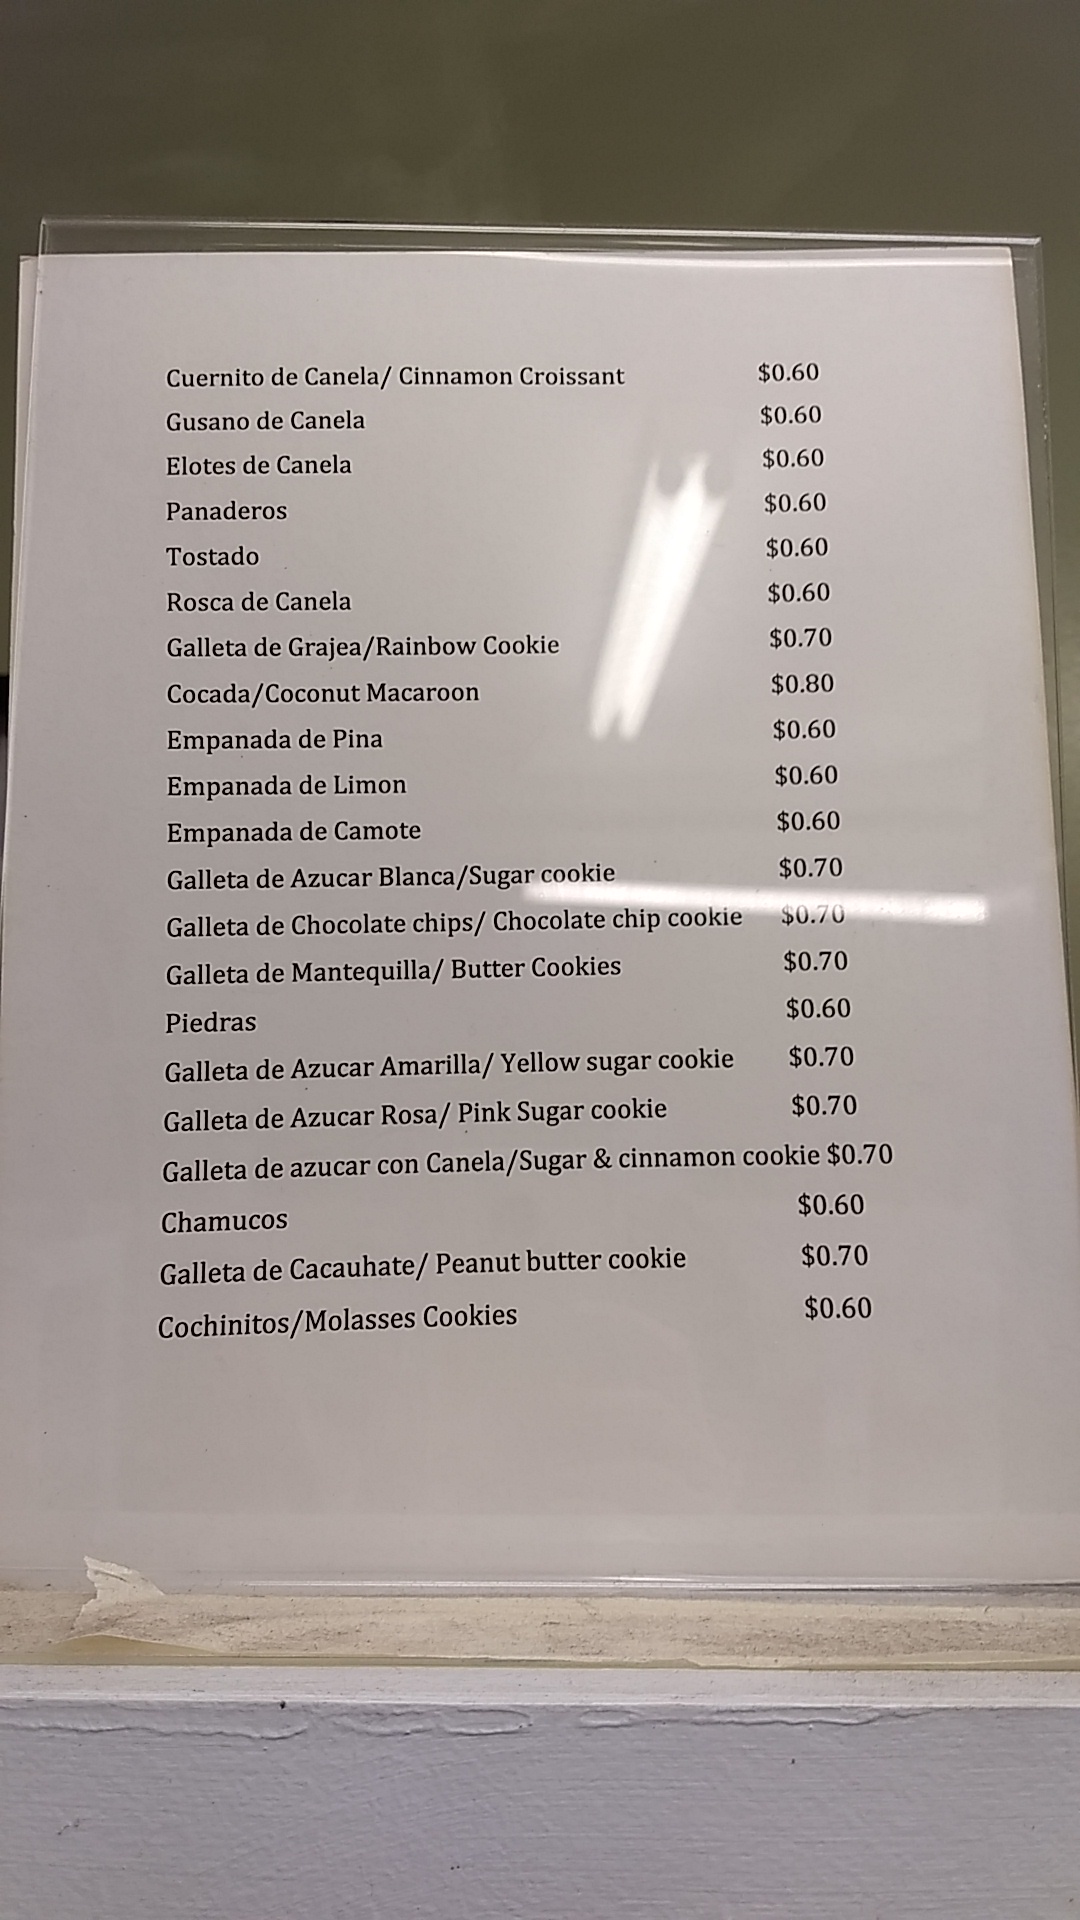 Cuernito de Canela/ Cinnamon Croissant $0.60
Gusano de Canela $0.60
Elotes de Canela $0.60
Panaderos $0.60
Tostado $0.60
Rosca de Canela $0.60
Galleta de Grajea/Rainbow Cookie $0.70
Cocada/Coconut Macaroon $0.80
Empanada de Pina $0.60
Empanada de Limon $0.60
Empanada de Camote $0.60
Galleta de Azucar Blanca/Sugar cookie $0.70
Galleta de Chocolate chips/ Chocolate chip cookie $0.70
Galleta de Mantequilla/ Butter Cookies $0.70
Piedras $0.60
Galleta de Azucar Amarilla/ Yellow sugar cookie $0.70
Galleta de Azucar Rosa/ Pink Sugar cookie $0.70
Galleta de azucar con Canela/Sugar & cinnamon cookie $0.70
Chamucos $0.60
Galleta de Cacauhate/ Peanut butter cookie $0.70
Cochinitos/Molasses Cookies $0.60